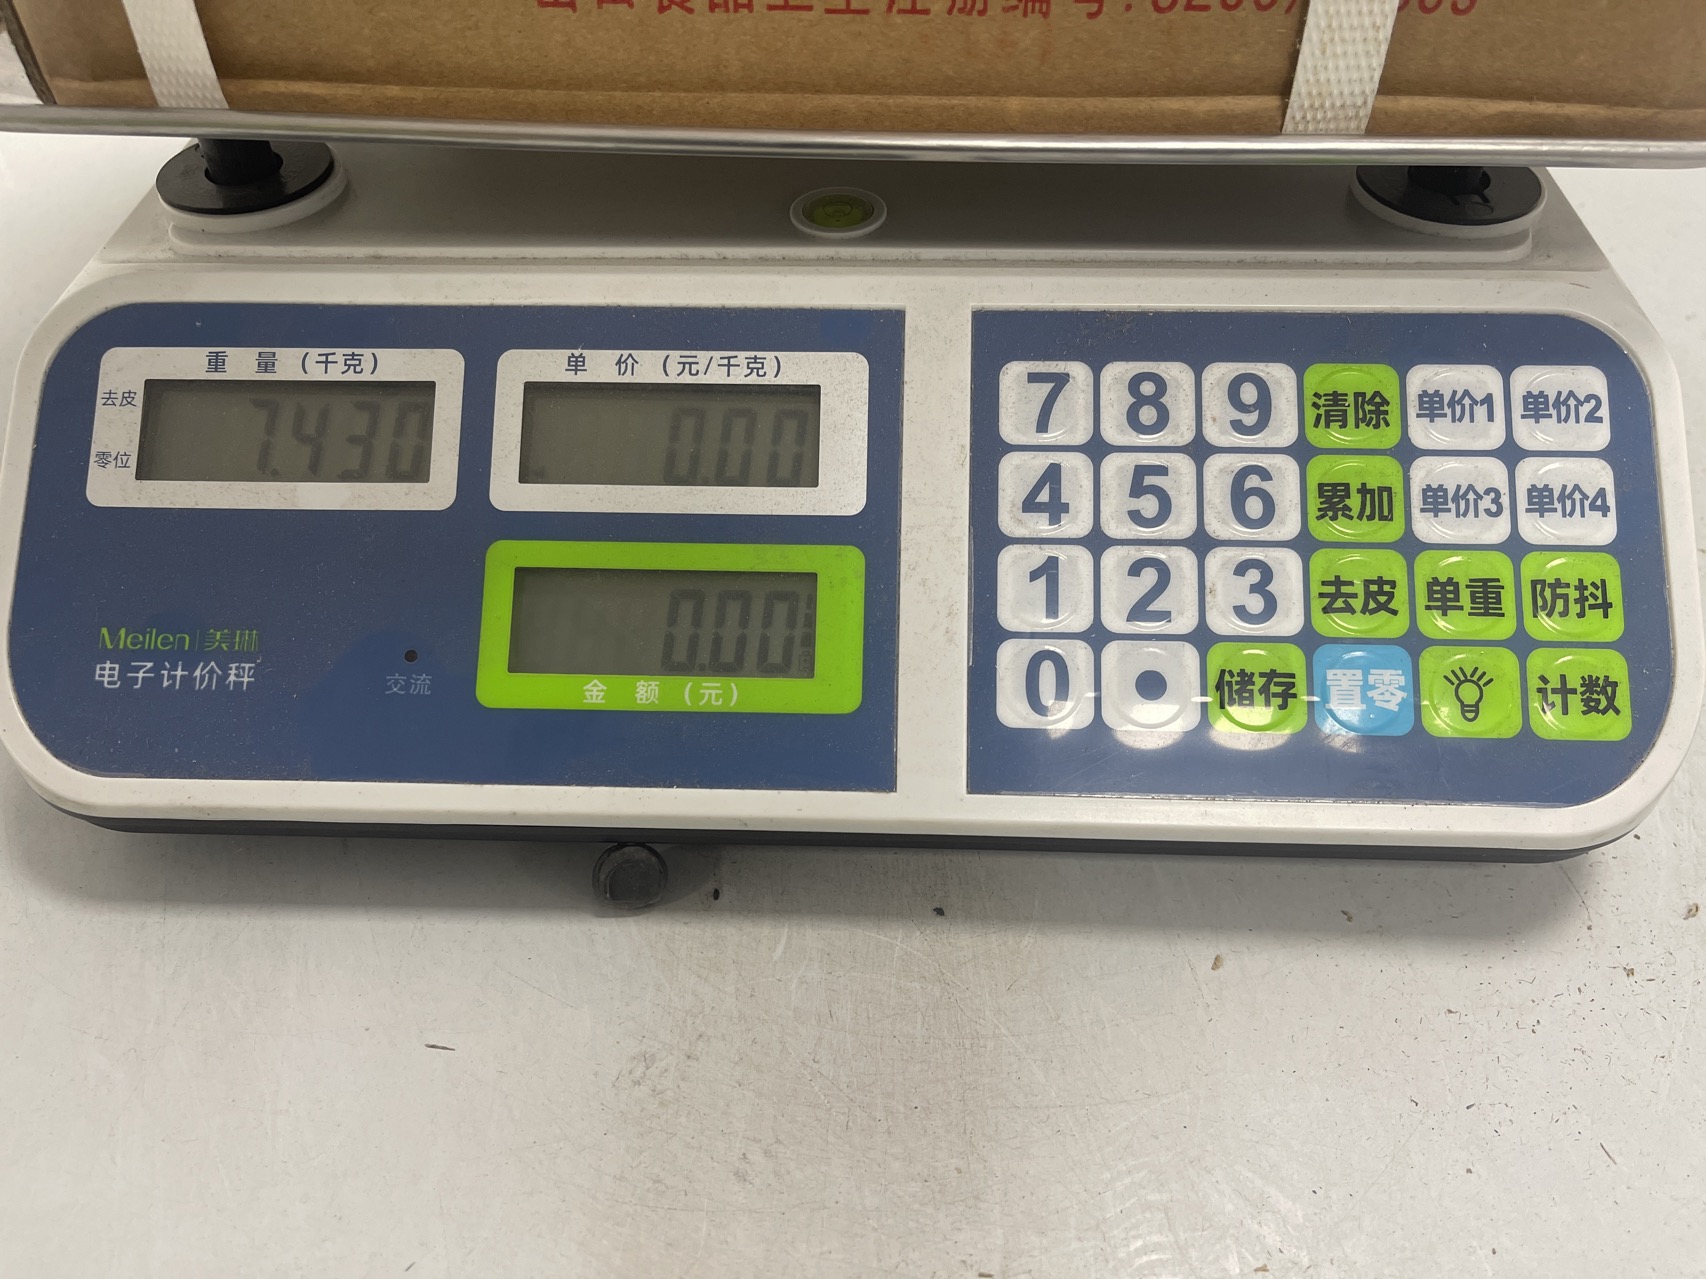 重 量 (千克)
去皮
零位
7.430
单 价 (元/千克)
0.00
0.00
金 额 (元)
Meilen|美琳
电子计价秤
交流
7 8 9 清除 单价1 单价2
4 5 6 累加 单价3 单价4
1 2 3 去皮 单重 防抖
0 • 储存 置零 计数